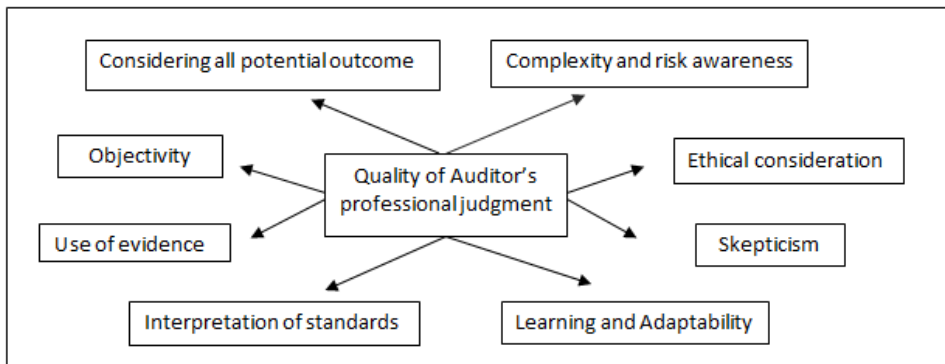 Considering all potential outcome
Complexity and risk awareness
Objectivity
Quality of Auditor's
professional judgment
Ethical consideration
Use of evidence
Skepticism
Interpretation of standards
Learning and Adaptability